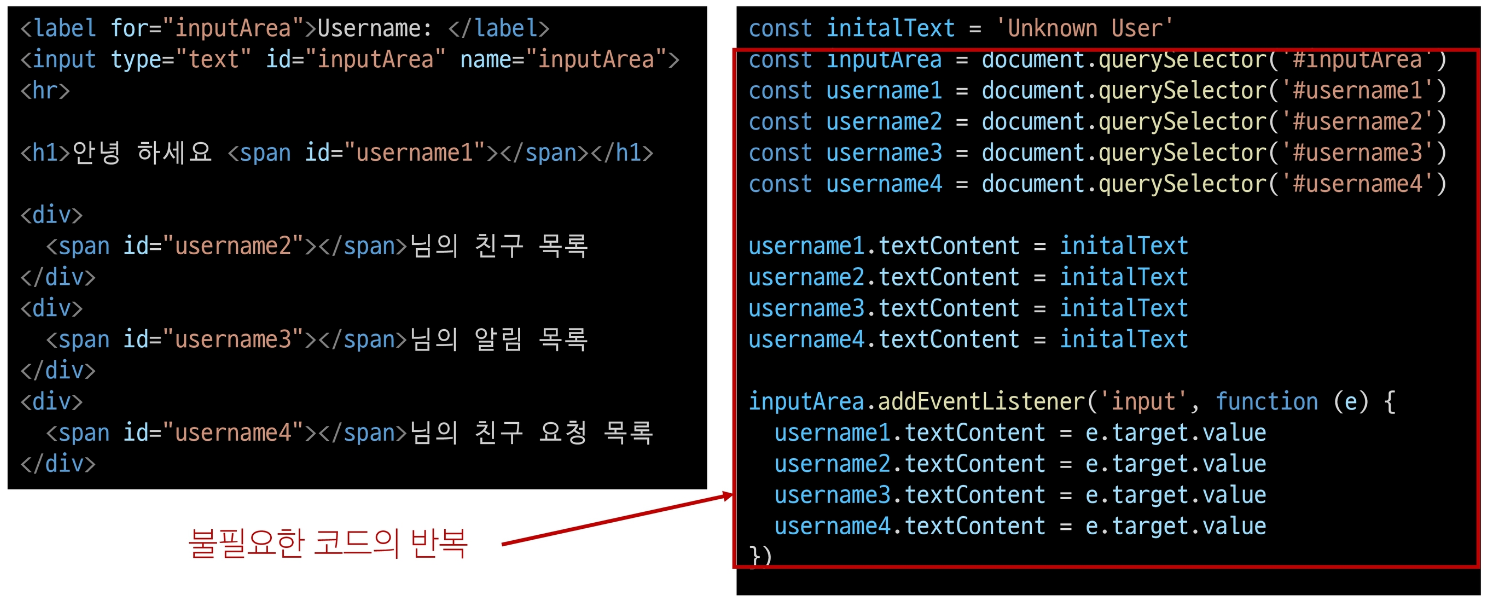 <label for="inputArea">Username: </label>
<input type="text" id="inputArea" name="inputArea">
<hr>
<h1>안녕 하세요 <span id="username1"></span></h1>
<div>
  <span id="username2"></span>님의 친구 목록
</div>
<div>
  <span id="username3"></span>님의 알림 목록
</div>
<div>
  <span id="username4"></span>님의 친구 요청 목록
</div>
불필요한 코드의 반복
const initalText = 'Unknown User'
const inputArea = document.querySelector('#inputArea')
const username1 = document.querySelector('#username1')
const username2 = document.querySelector('#username2')
const username3 = document.querySelector('#username3')
const username4 = document.querySelector('#username4')
username1.textContent = initalText
username2.textContent = initalText
username3.textContent = initalText
username4.textContent = initalText
inputArea.addEventListener('input', function (e) {
  username1.textContent = e.target.value
  username2.textContent = e.target.value
  username3.textContent = e.target.value
  username4.textContent = e.target.value
})